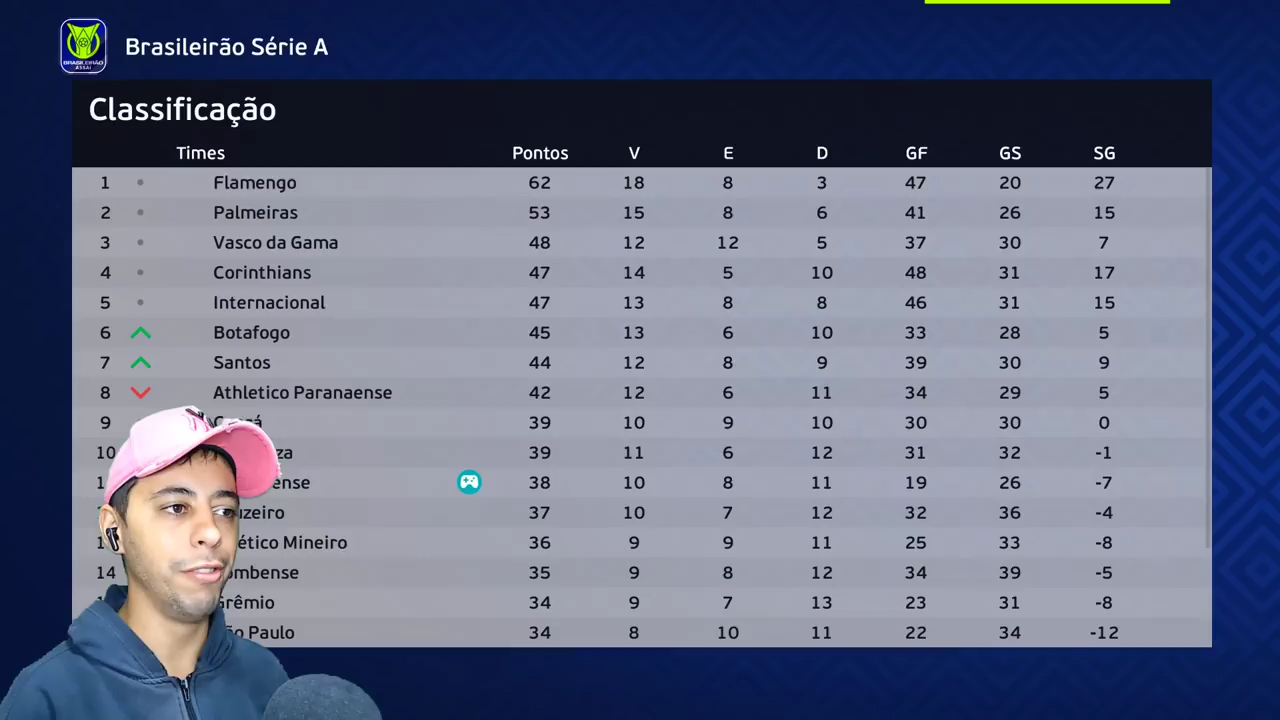 BRASILEIRÃO
ASSAÍ
Brasileirão Série A
Classificação
Times Pontos V E D GF GS SG
1 Flamengo 62 18 8 3 47 20 27
2 Palmeiras 53 15 8 6 41 26 15
3 Vasco da Gama 48 12 12 5 37 30 7
4 Corinthians 47 14 5 10 48 31 17
5 Internacional 47 13 8 8 46 31 15
6 Botafogo 45 13 6 10 33 28 5
7 Santos 44 12 8 9 39 30 9
8 Athletico Paranaense 42 12 6 11 34 29 5
9 39 10 9 10 30 30 0
10 39 11 6 12 31 32 -1
38 10 8 11 19 26 -7
37 10 7 12 32 36 -4
Mineiro 36 9 9 11 25 33 -8
14 35 9 8 12 34 39 -5
Grêmio 34 9 7 13 23 31 -8
São Paulo 34 8 10 11 22 34 -12